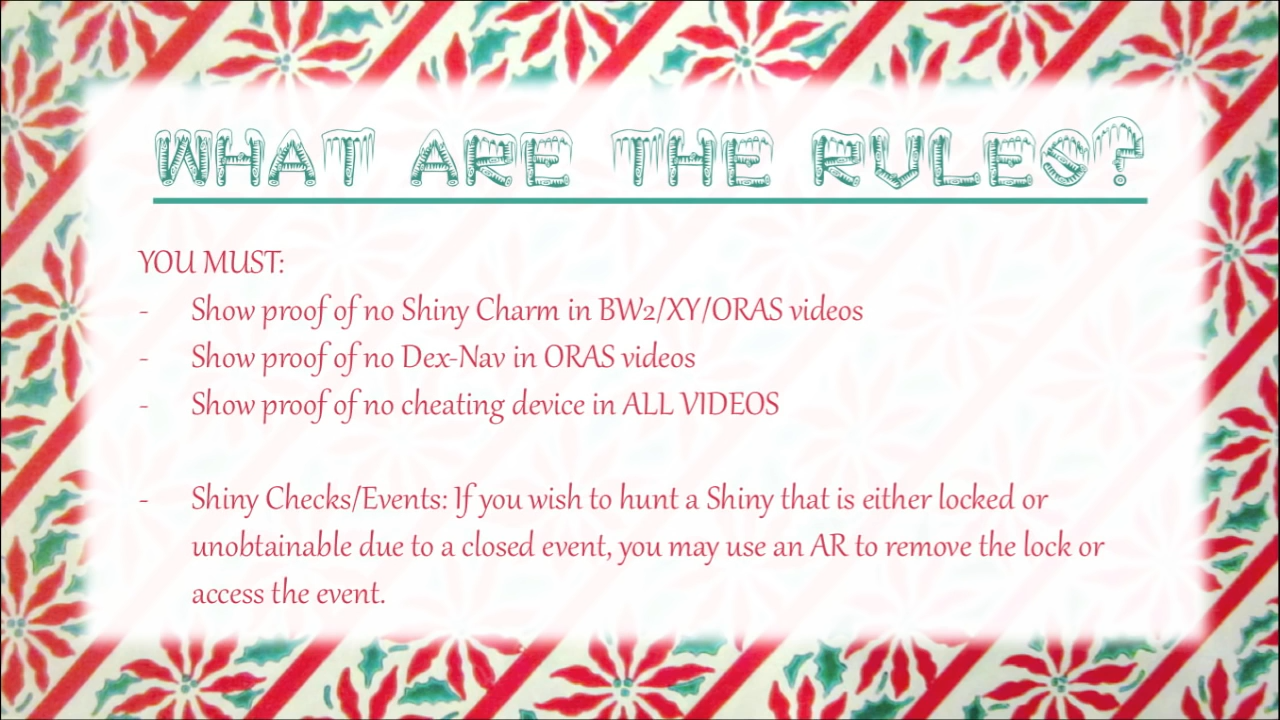 WHAT ARE THE RULES?
YOU MUST:
- Show proof of no Shiny Charm in BW2/XY/ORAS videos
- Show proof of no Dex-Nav in ORAS videos
- Show proof of no cheating device in ALL VIDEOS
- Shiny Checks/Events: If you wish to hunt a Shiny that is either locked or
unobtainable due to a closed event, you may use an AR to remove the lock or
access the event.